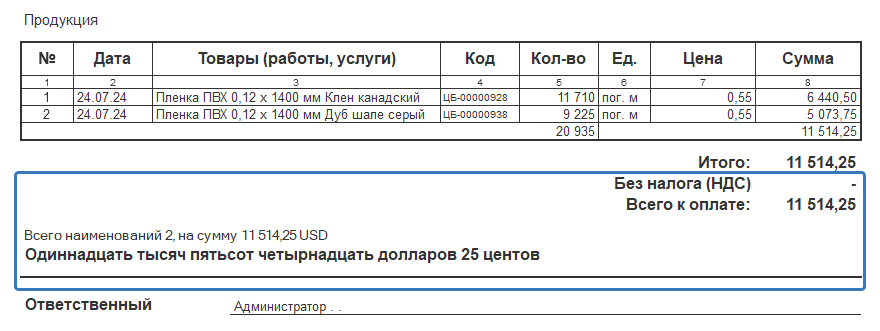 Продукция
№ Дата Товары (работы, услуги) Код Кол-во Ед. Цена Сумма
1 2 3 4 5 6 7 8
1 24.07.24 Пленка ПВХ 0,12 х 1400 мм Клен канадский ЦБ-00000928 11 710 пог. м 0,55 6 440,50
2 24.07.24 Пленка ПВХ 0,12 х 1400 мм Дуб шале серый ЦБ-00000938 9 225 пог. м 0,55 5 073,75
20 935 11 514,25
Итого: 11 514,25
Без налога (НДС) -
Всего к оплате: 11 514,25
Всего наименований 2, на сумму 11 514,25 USD
Одиннадцать тысяч пятьсот четырнадцать долларов 25 центов
Ответственный Администратор . .